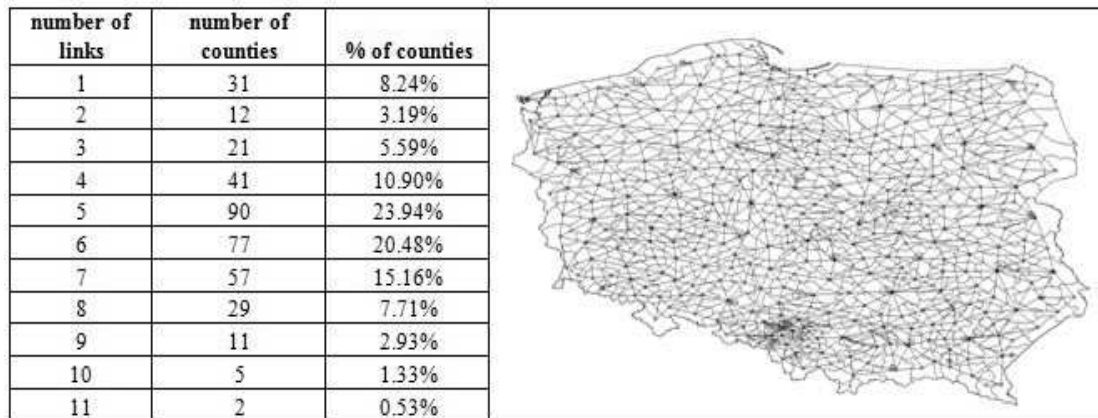 number of links number of counties % of counties
1 31 8.24%
2 12 3.19%
3 21 5.59%
4 41 10.90%
5 90 23.94%
6 77 20.48%
7 57 15.16%
8 29 7.71%
9 11 2.93%
10 5 1.33%
11 2 0.53%